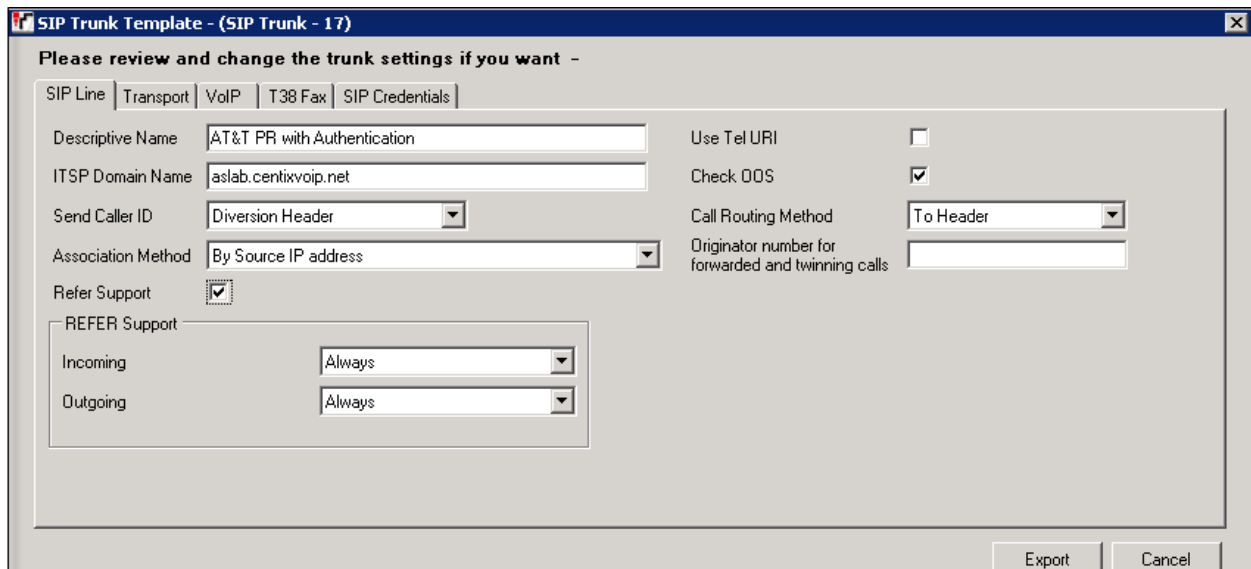 SIP Trunk Template - (SIP Trunk - 17)
Please review and change the trunk settings if you want -
SIP Line
Transport
VoIP
T38 Fax
SIP Credentials
Descriptive Name
AT&T PR with Authentication
Use Tel URI
ITSP Domain Name
aslab.centixvoip.net
Check OOS
Send Caller ID
Diversion Header
Call Routing Method
To Header
Association Method
By Source IP address
Originator number for
forwarded and twinning calls
Refer Support
REFER Support
Incoming
Always
Outgoing
Always
Export
Cancel